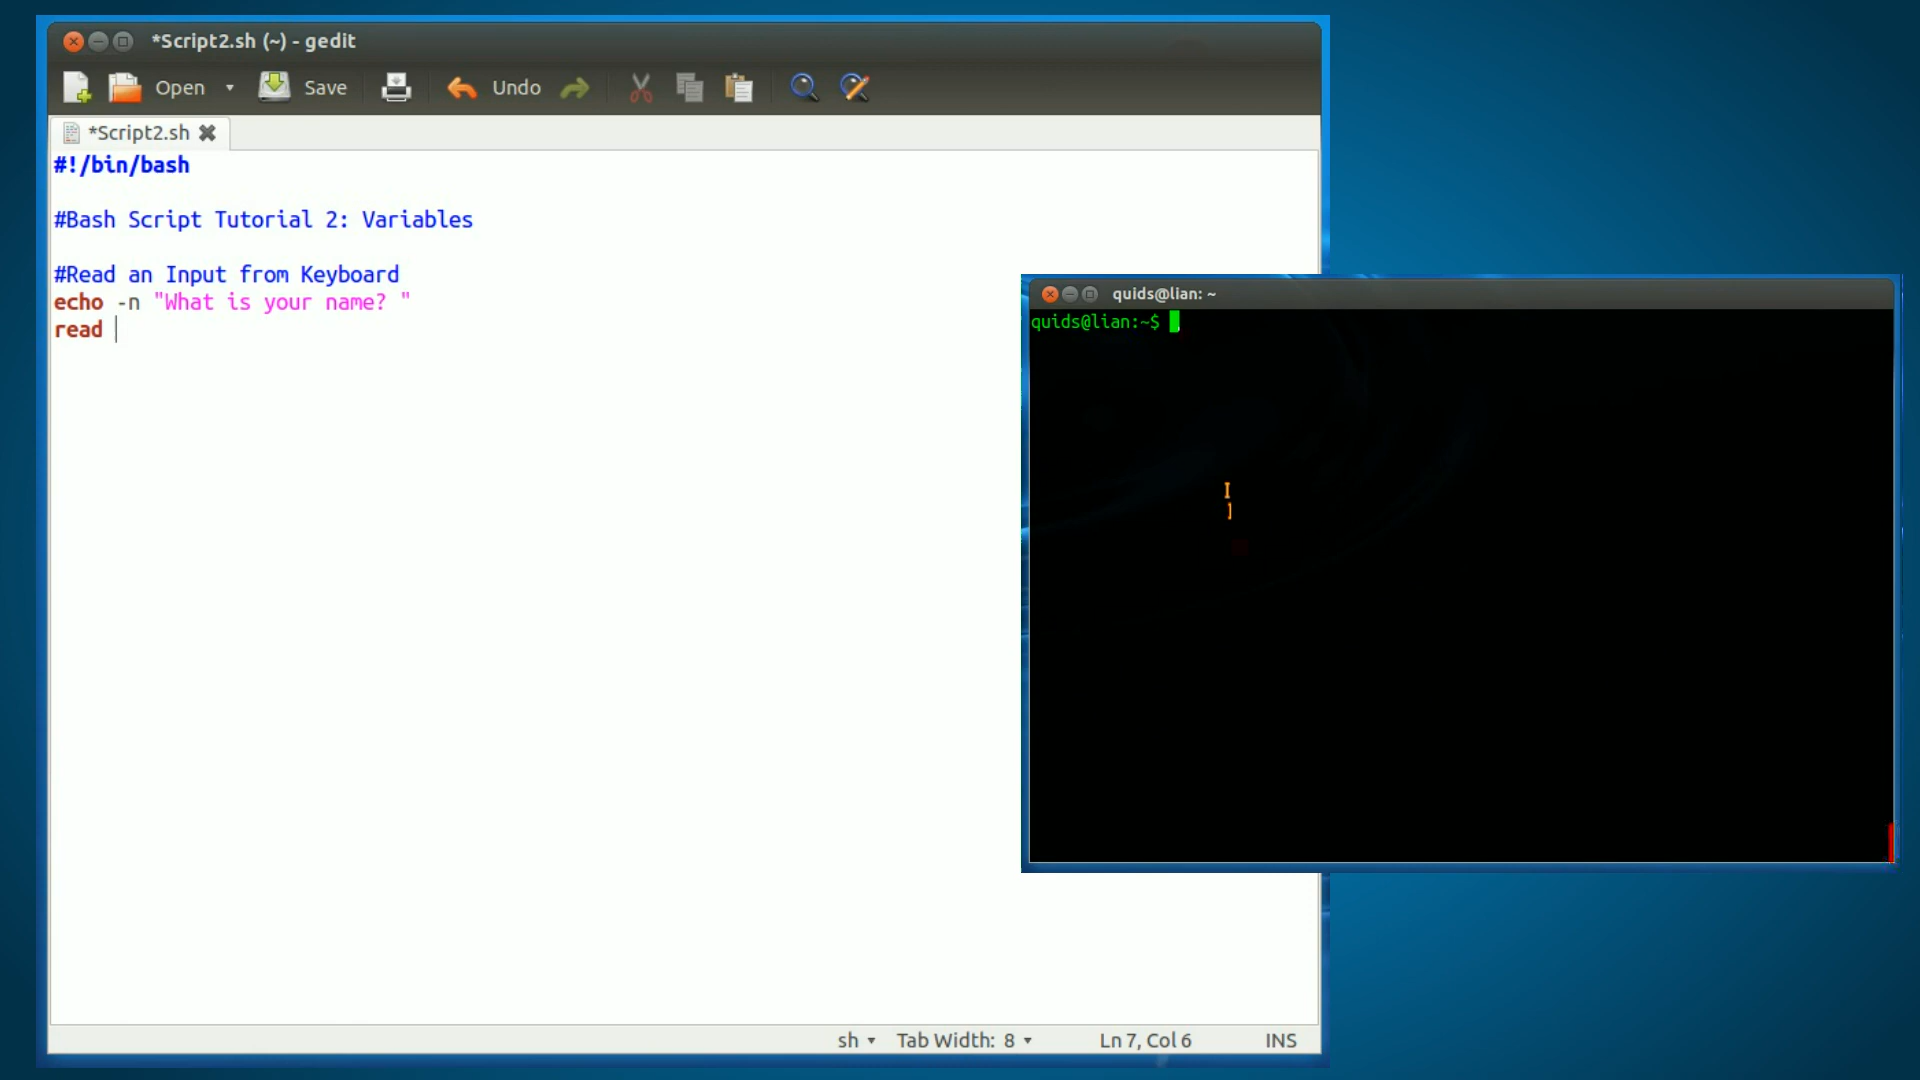 *Script2.sh (~) - gedit
Open Save Undo
*Script2.sh
#!/bin/bash
#Bash Script Tutorial 2: Variables
#Read an Input from Keyboard
echo -n "What is your name? "
read
sh Tab Width: 8 Ln 7, Col 6 INS
quids@lian: ~
quids@lian:~$